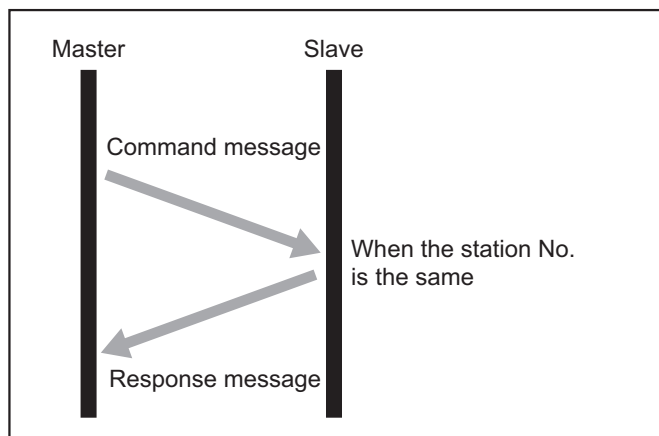 Master
Slave
Command message
When the station No.
is the same
Response message